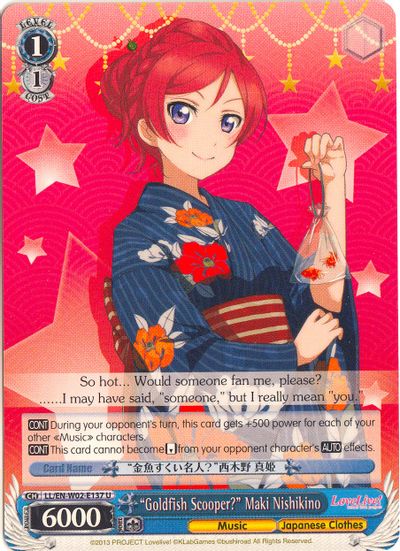 LEVEL
1
1
COST
So hot... Would someone fan me, please?
......I may have said, "someone," but I really mean "you."
CONT During your opponent's turn, this card gets +500 power for each of your
other «Music» characters.
CONT This card cannot become from your opponent's characters' AUTO effects.
Card Name
"金魚すくい名人?"西木野 真姫
CH LL/EN-W02-E137 U
"Goldfish Scooper?" Maki Nishikino
LoveLive!
6000
Music
Japanese Clothes
©2013 PROJECT Lovelive! ©KLabGames ©bushiroad All Rights Reserved.